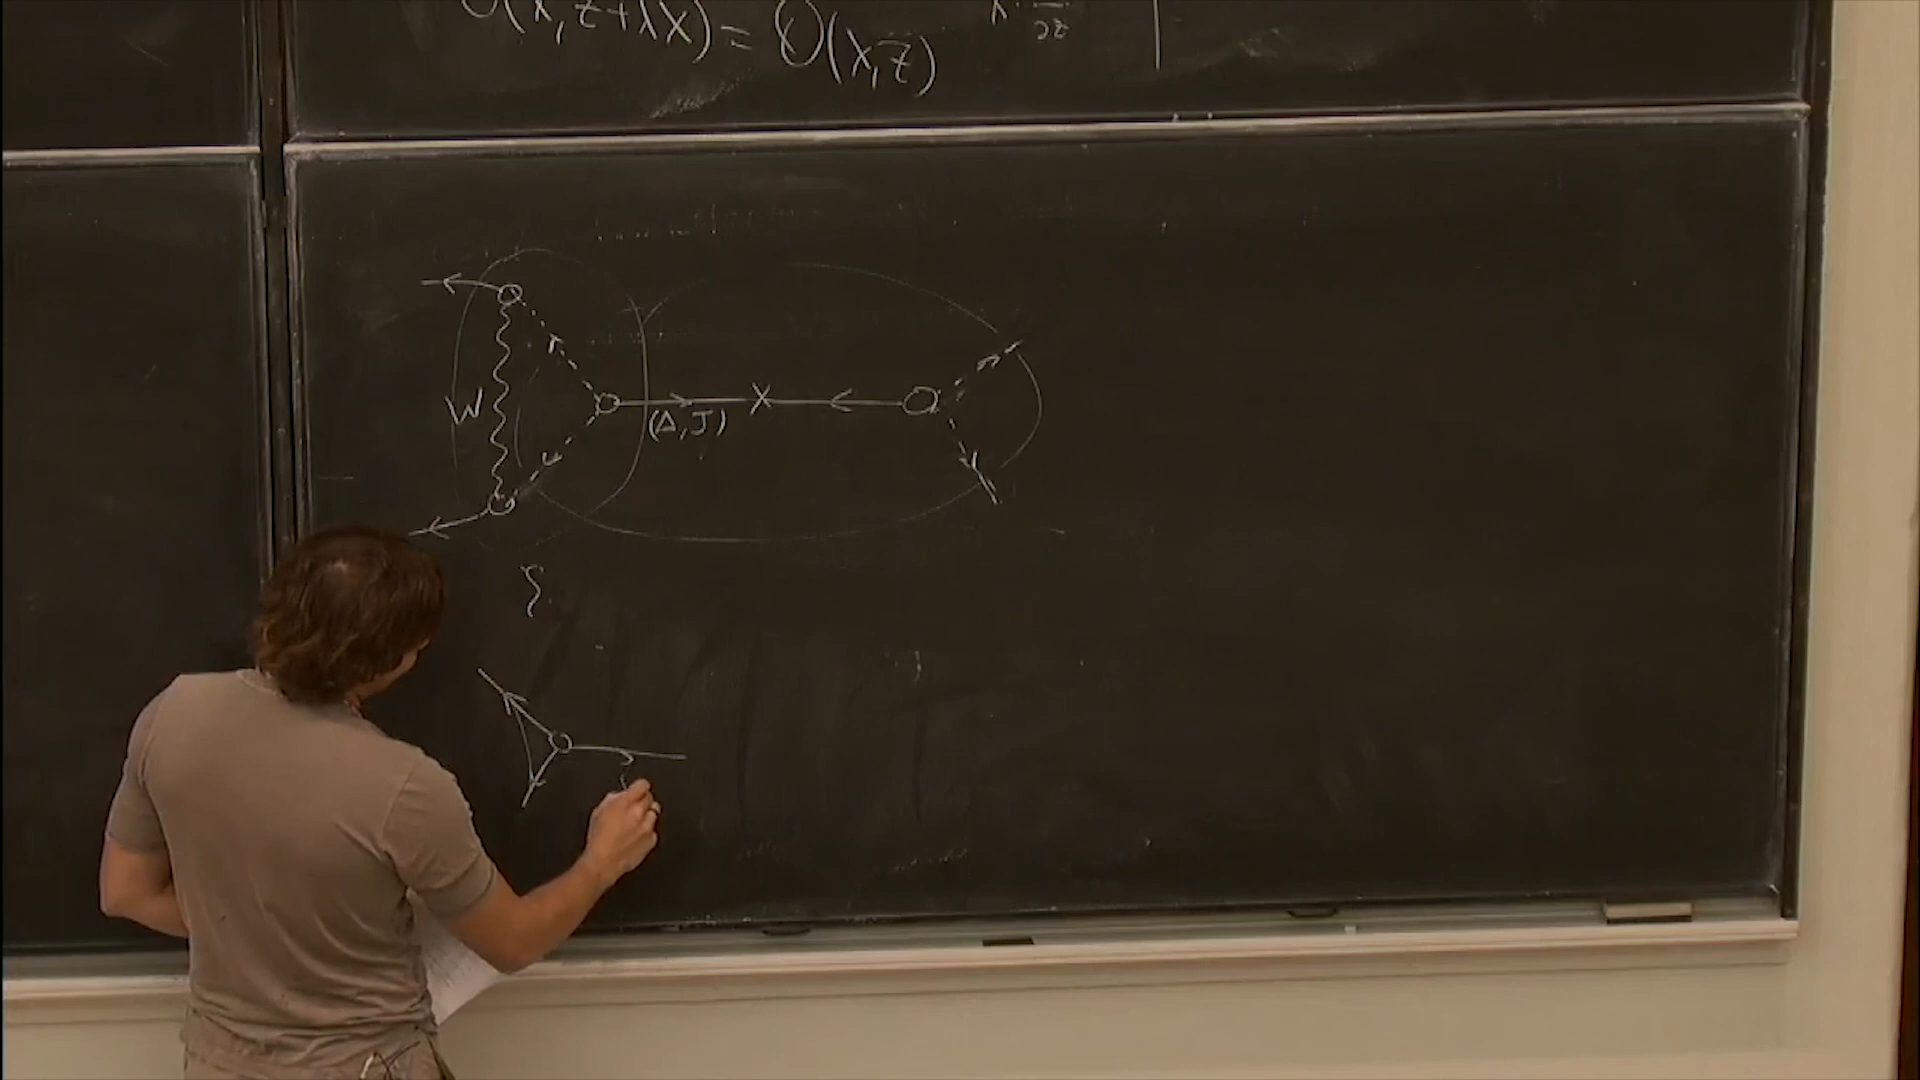 O(X, Z+λX) = O(X, Z)
W
(Δ, J)